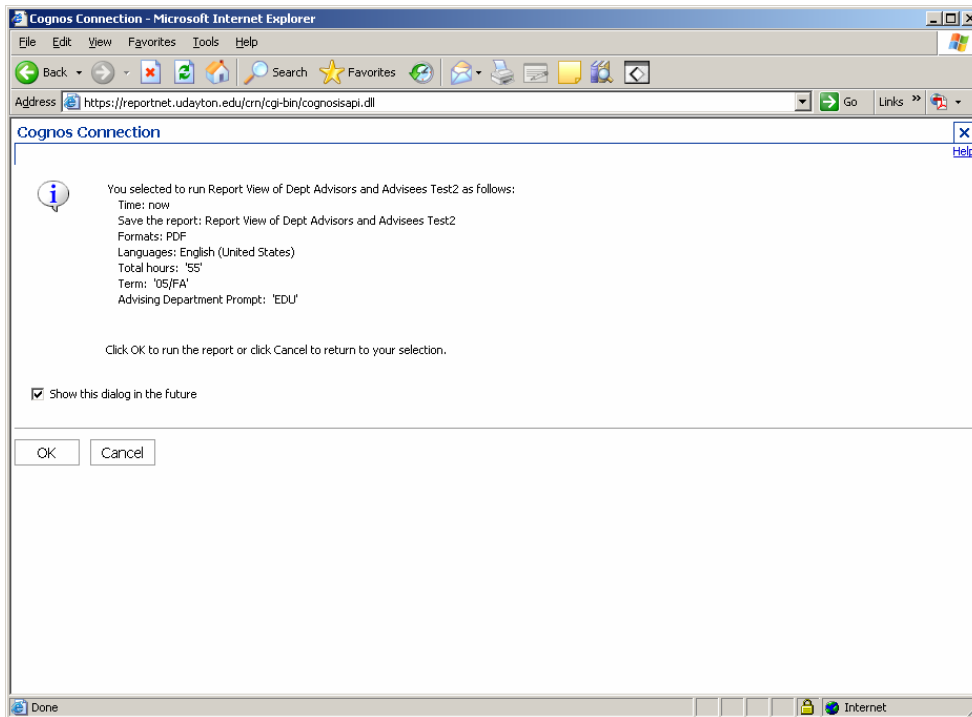 Cognos Connection - Microsoft Internet Explorer
File Edit View Favorites Tools Help
Back Search Favorites
Address https://reportnet.udayton.edu/crn/cgi-bin/cognosisapi.dll Go Links »
Cognos Connection
Help
You selected to run Report View of Dept Advisors and Advisees Test2 as follows:
Time: now
Save the report: Report View of Dept Advisors and Advisees Test2
Formats: PDF
Languages: English (United States)
Total hours: '55'
Term: '05/FA'
Advising Department Prompt: 'EDU'
Click OK to run the report or click Cancel to return to your selection.
Show this dialog in the future
OK Cancel
Done Internet